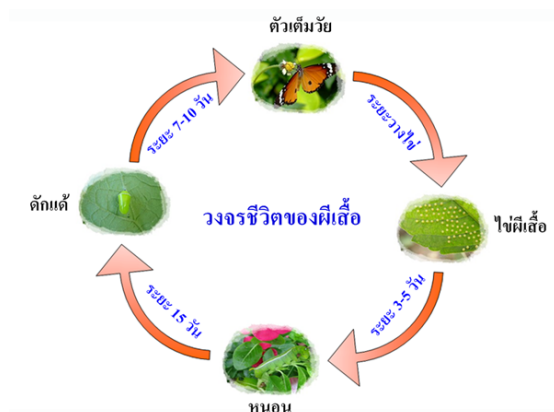 ตัวเต็มวัย
ระยะวางไข่
ไข่ผีเสื้อ
ระยะ 3-5 วัน
หนอน
ระยะ 15 วัน
ดักแด้
ระยะ 7-10 วัน
วงจรชีวิตของผีเสื้อ